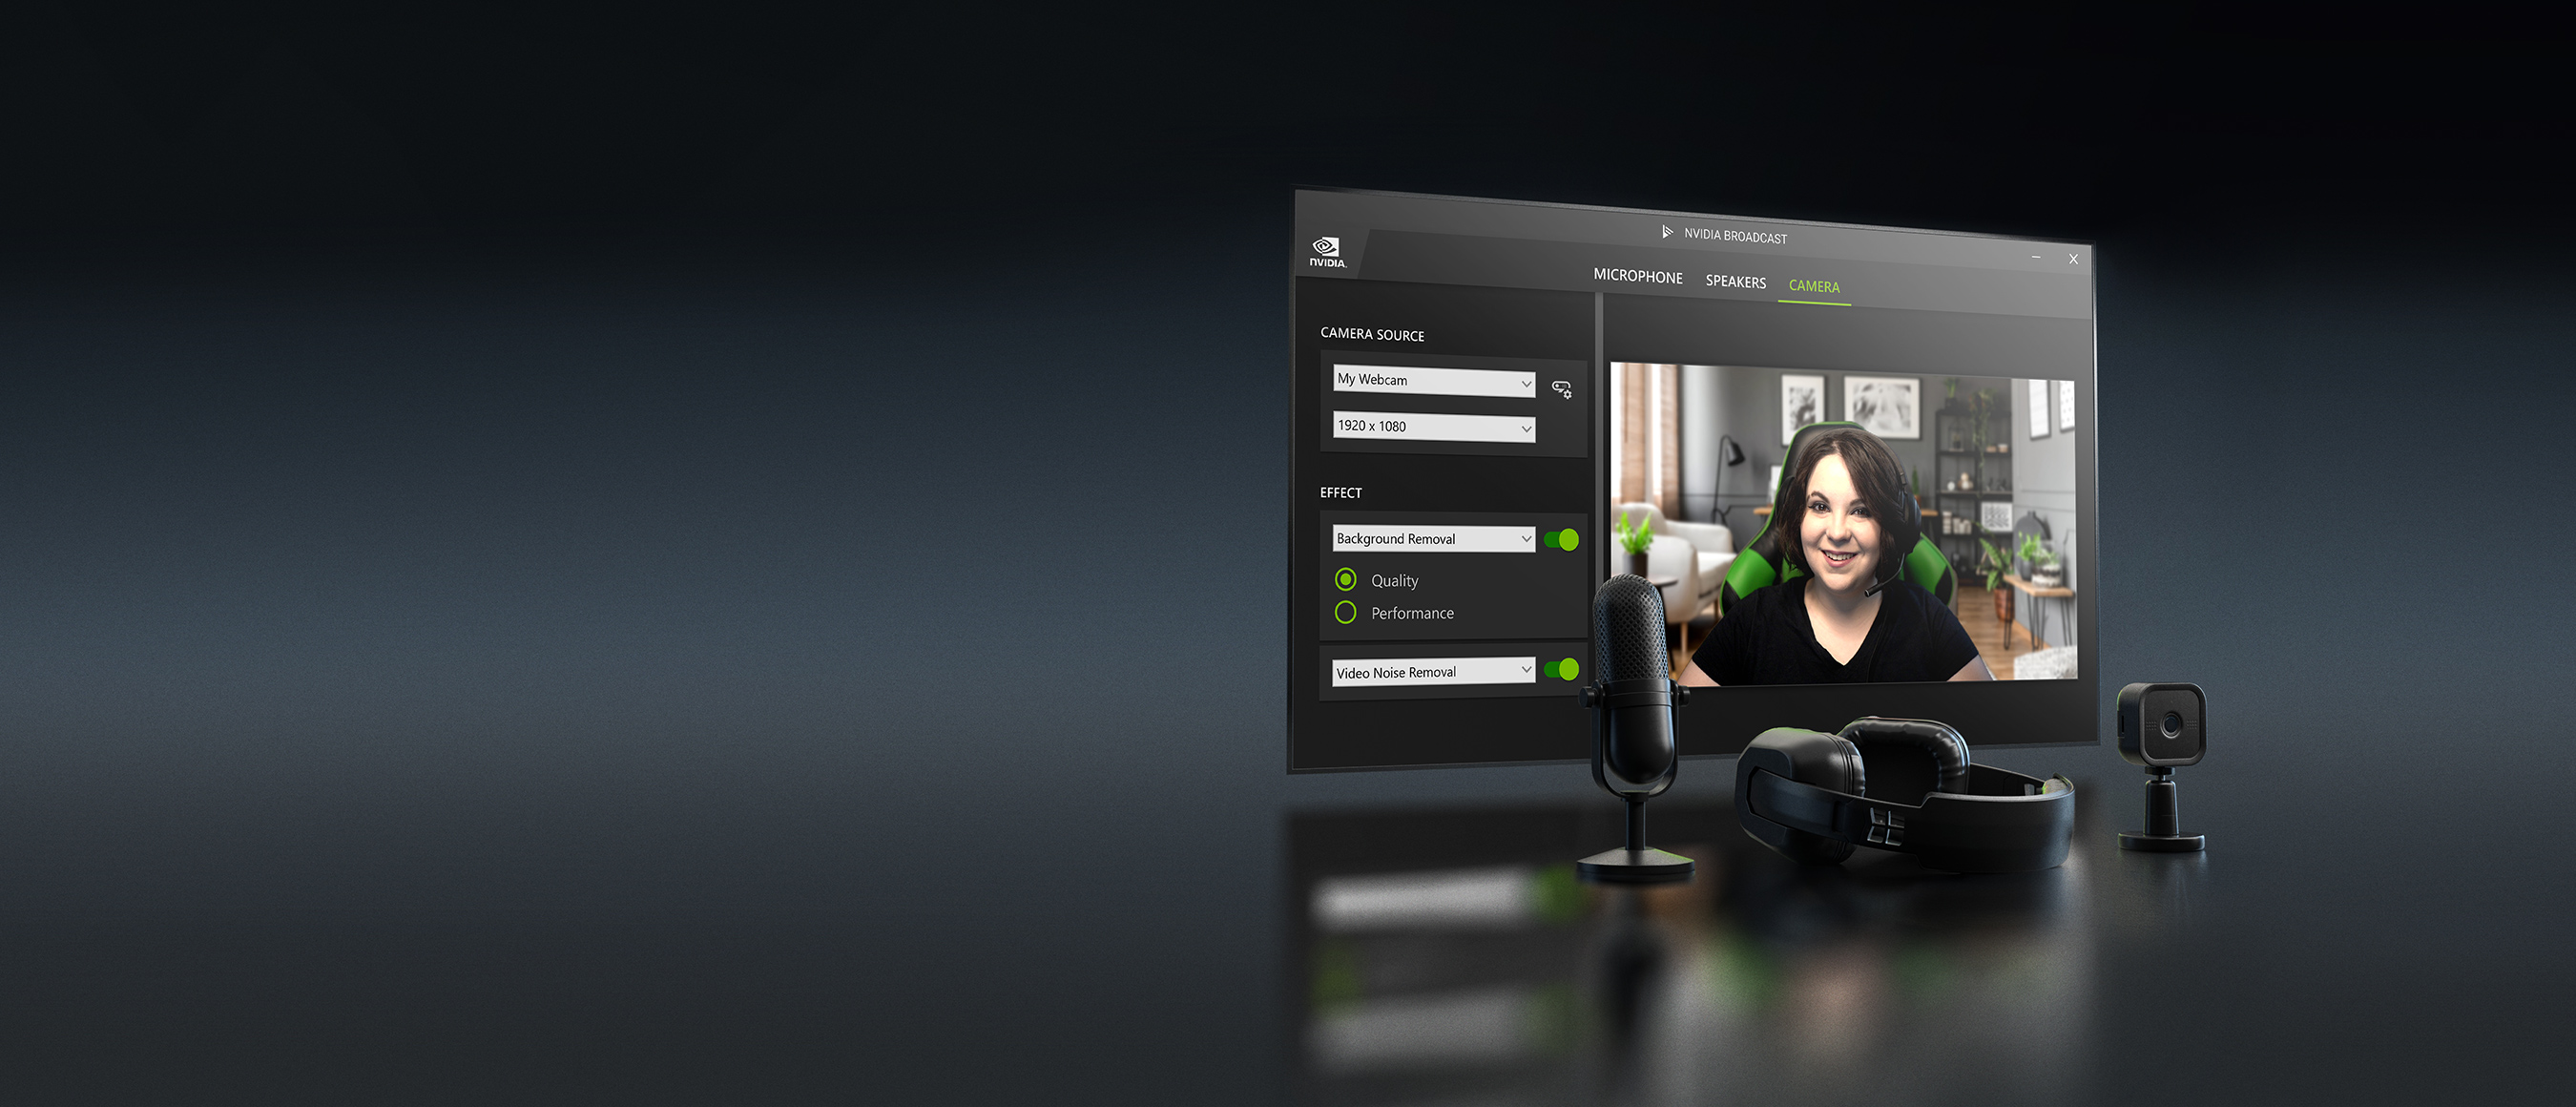 NVIDIA BROADCAST
NVIDIA.
MICROPHONE SPEAKERS CAMERA
CAMERA SOURCE
My Webcam
1920 x 1080
EFFECT
Background Removal
Quality
Performance
Video Noise Removal